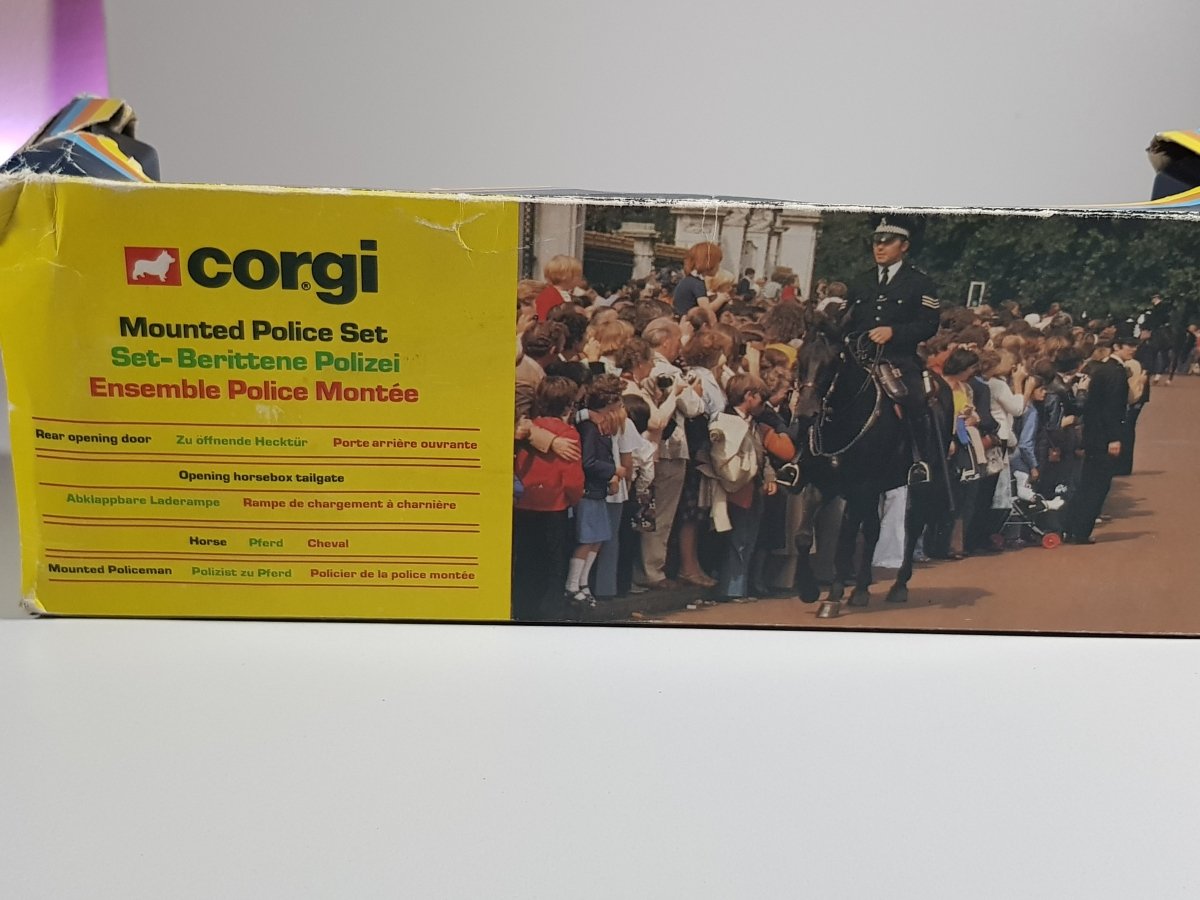 corgi®
Mounted Police Set
Set-Berittene Polizei
Ensemble Police Montée
Rear opening door Zu öffnende Hecktür Porte arrière ouvrante
Opening horsebox tailgate
Abklappbare Laderampe Rampe de chargement à charnière
Horse Pferd Cheval
Mounted Policeman Polizist zu Pferd Policier de la police montée